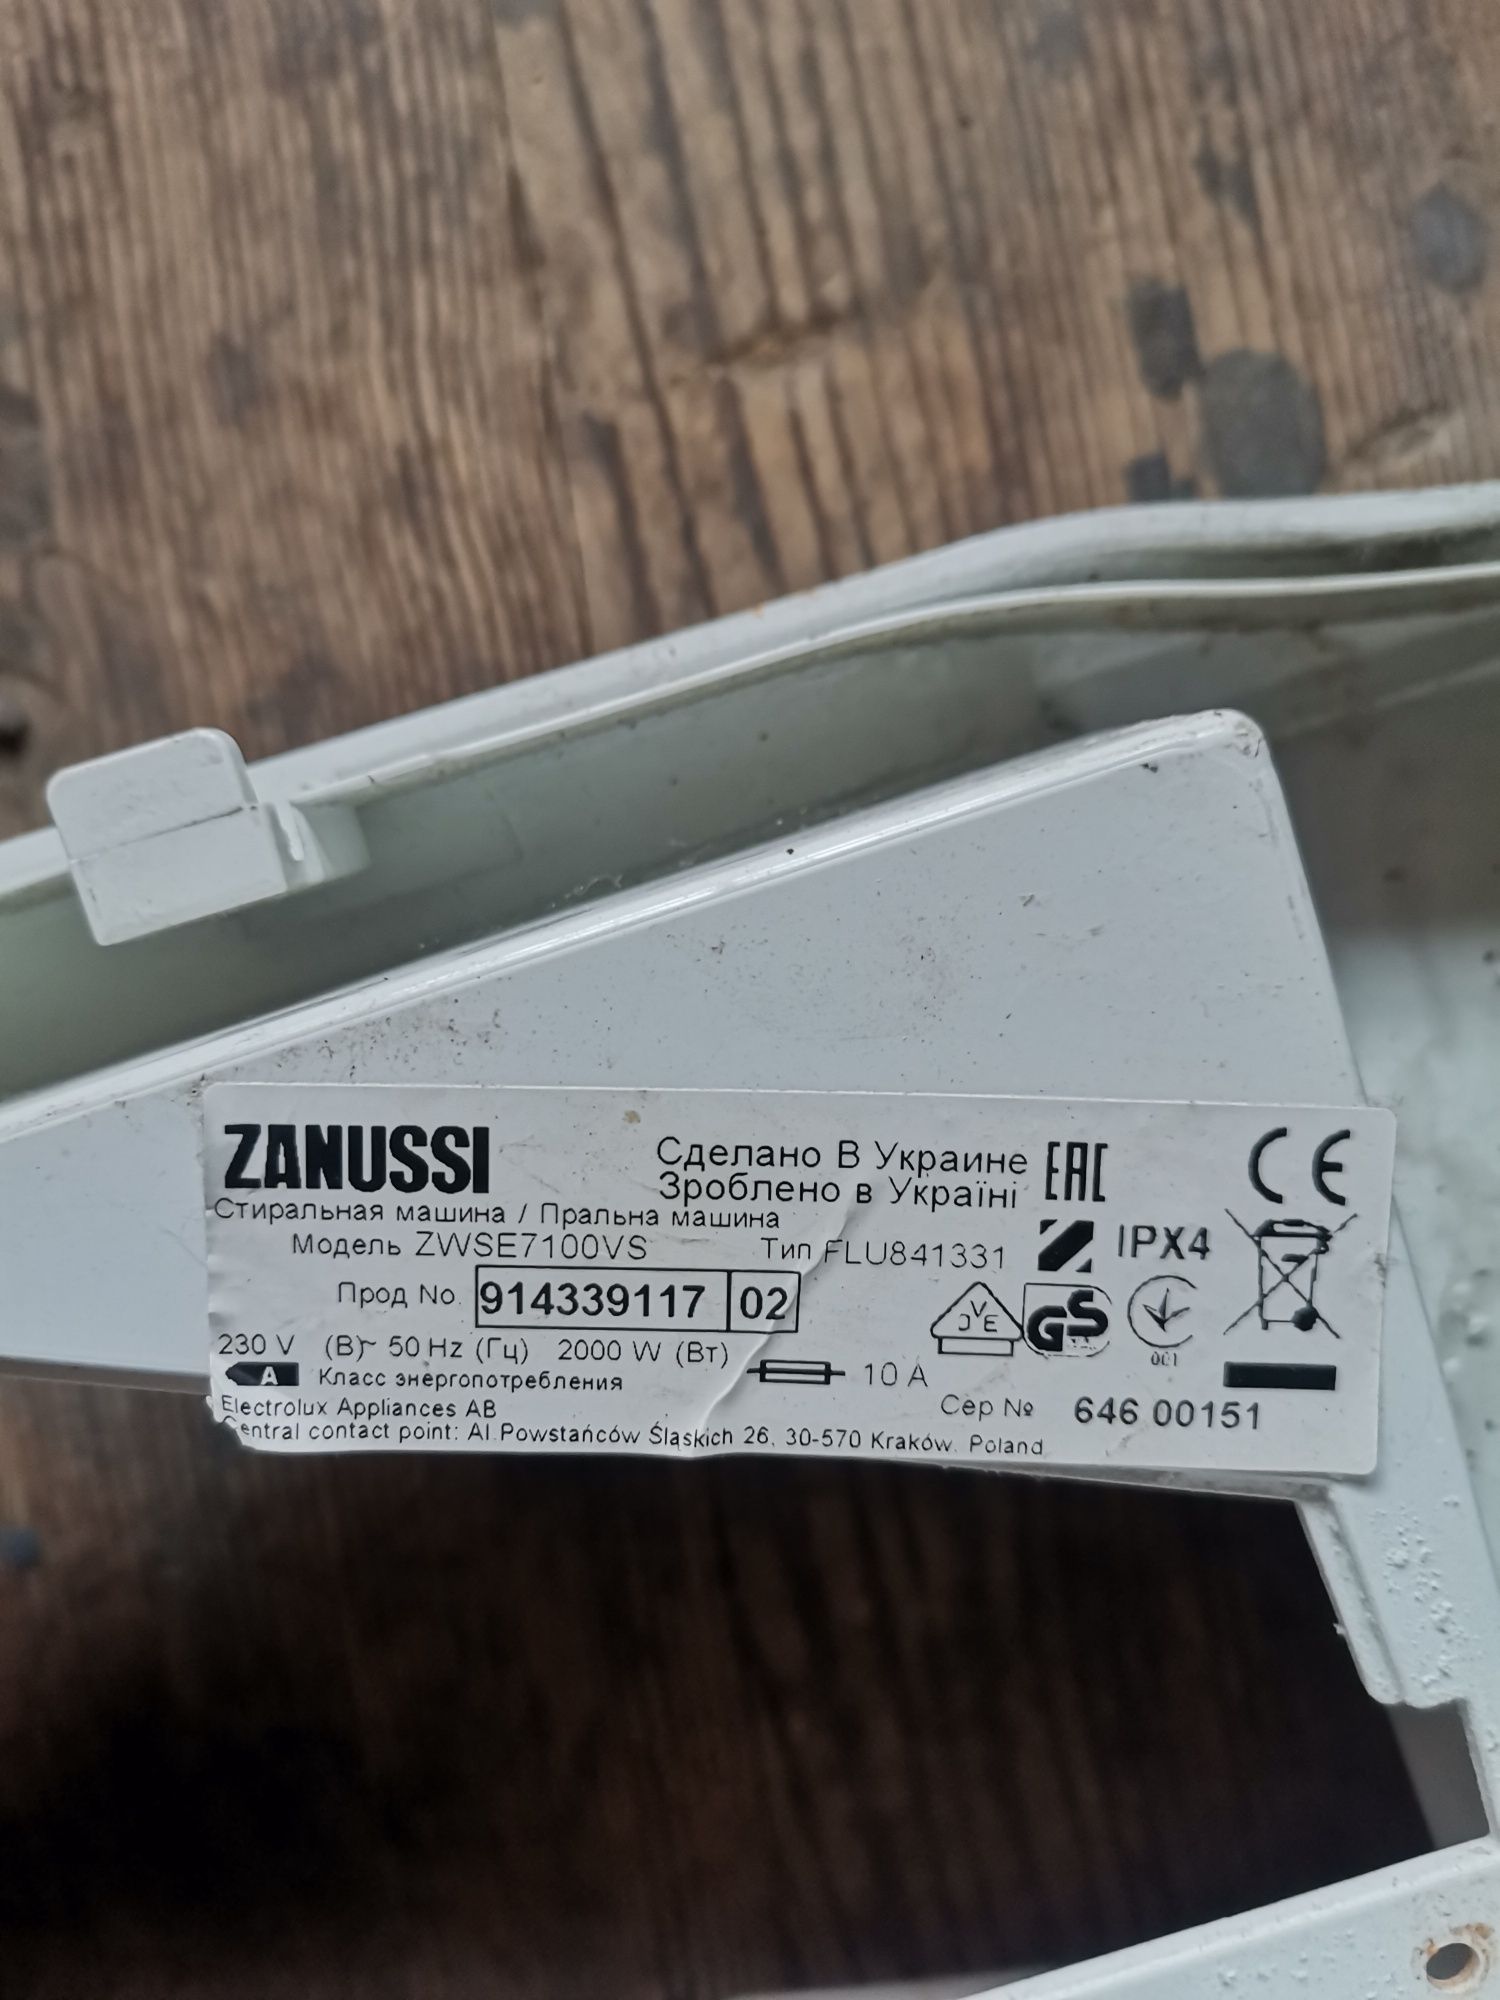 ZANUSSI
Сделано В Украине
Зроблено в Україні
EAC
CE
Стиральная машина / Пральна машина
Модель ZWSE7100VS
Тип FLU841331
IPX4
Прод No. 914339117 02
JVE
GS
230 V (В)~ 50 Hz (Гц) 2000 W (Вт)
A Класс энергопотребления
10 A
Electrolux Appliances AB
Сер № 646 00151
entral contact point: Al.Powstańców Śląskich 26, 30-570 Kraków. Poland